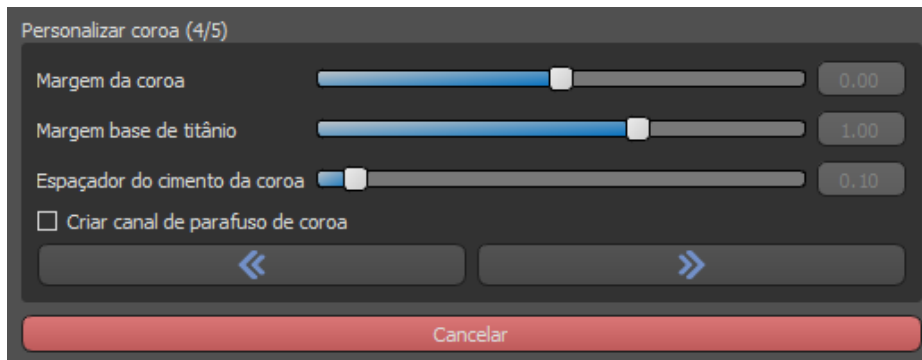 Personalizar coroa (4/5)
Margem da coroa 0.00
Margem base de titânio 1.00
Espaçador do cimento da coroa 0.10
Criar canal de parafuso de coroa
Cancelar